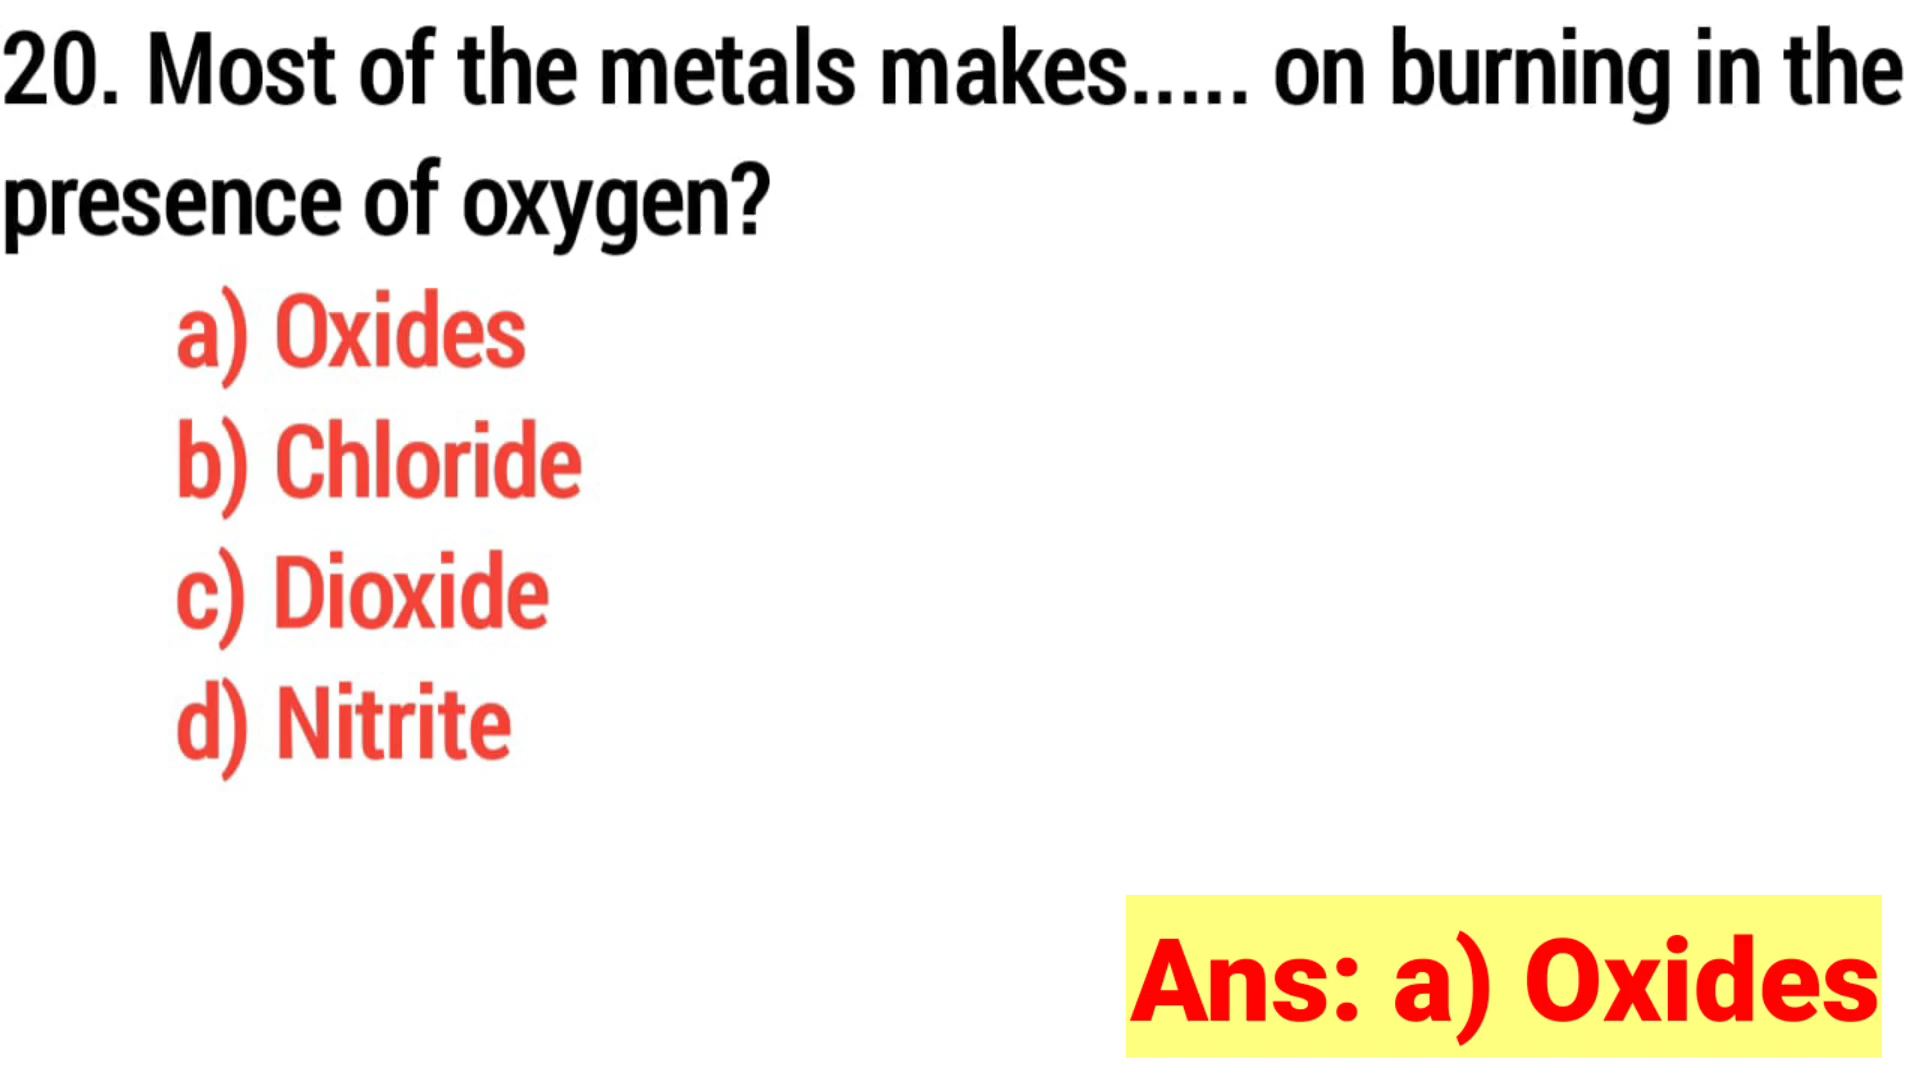 20. Most of the metals makes..... on burning in the
presence of oxygen?
a) Oxides
b) Chloride
c) Dioxide
d) Nitrite
Ans: a) Oxides